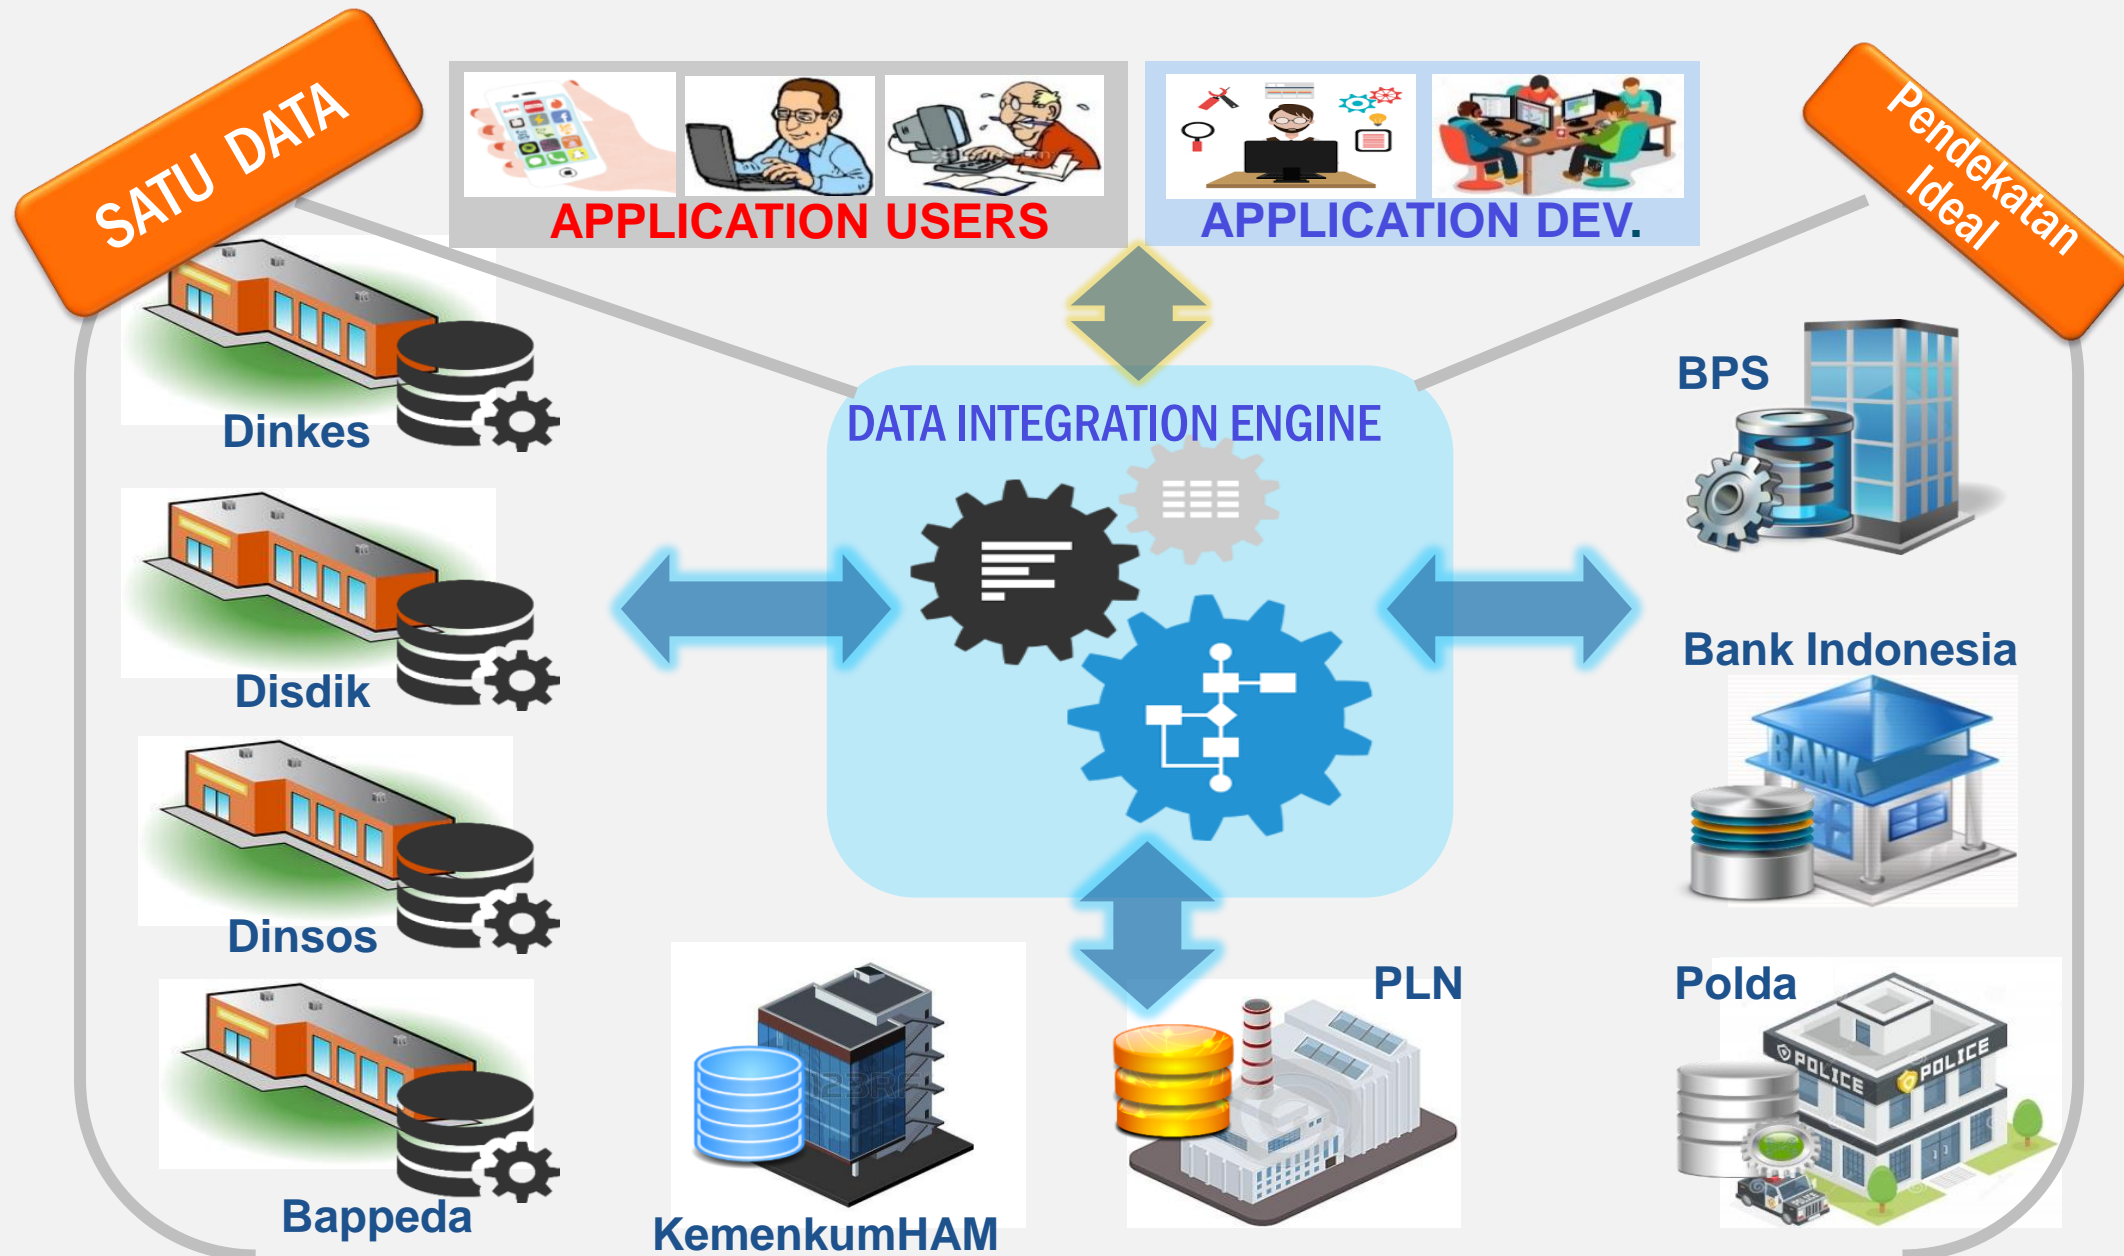 SATU DATA
Pendekatan
Ideal
APPLICATION USERS
APPLICATION DEV.
DATA INTEGRATION ENGINE
Dinkes
BPS
Disdik
Bank Indonesia
BANK
Dinsos
PLN
Polda
POLICE
POLICE
Bappeda
KemenkumHAM